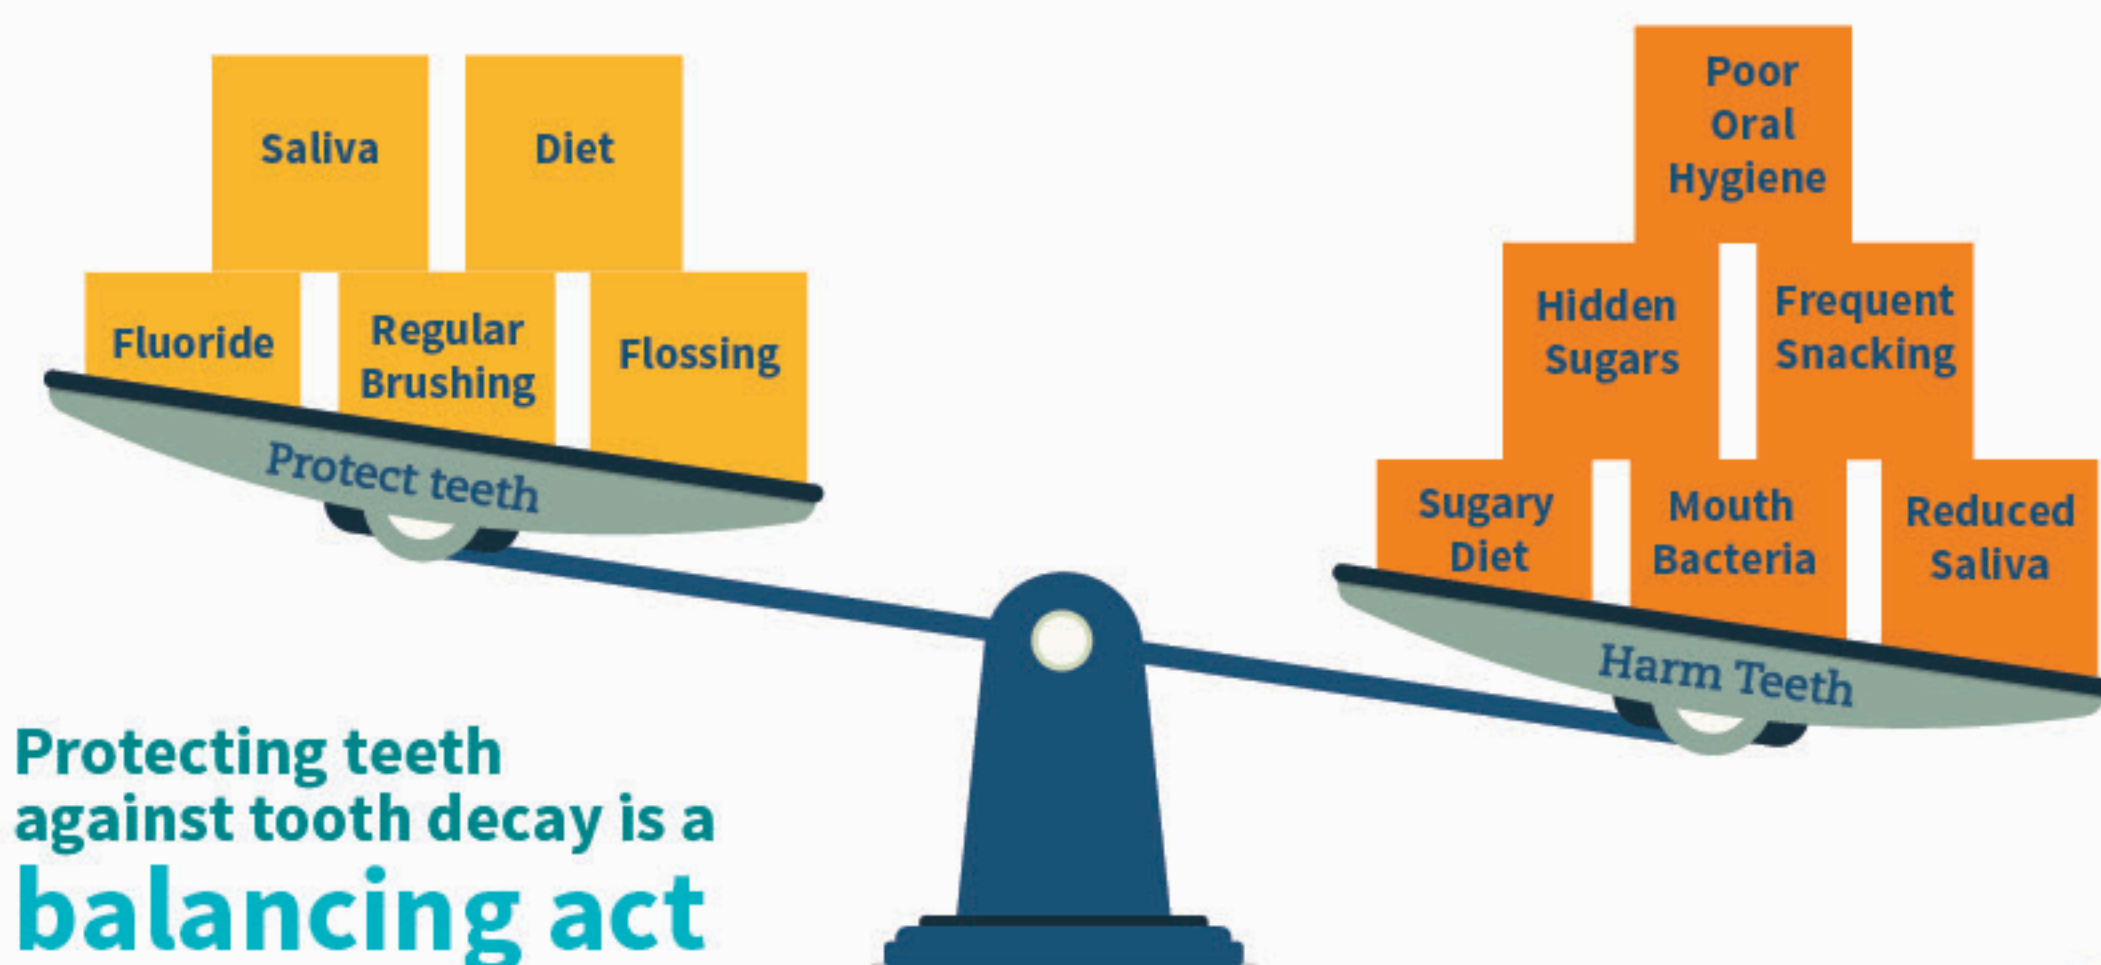 Saliva
Diet
Fluoride
Regular
Brushing
Flossing
Protect teeth
Poor
Oral
Hygiene
Hidden
Sugars
Frequent
Snacking
Sugary
Diet
Mouth
Bacteria
Reduced
Saliva
Harm Teeth
Protecting teeth
against tooth decay is a
balancing act